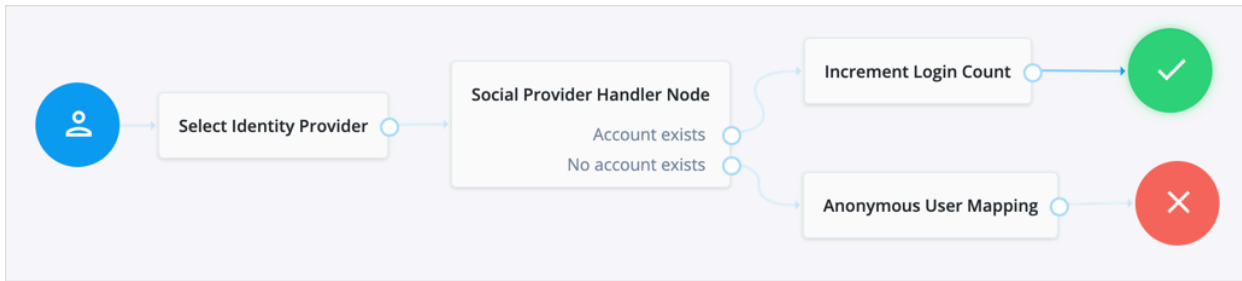 Select Identity Provider
Social Provider Handler Node
Account exists
No account exists
Increment Login Count
Anonymous User Mapping